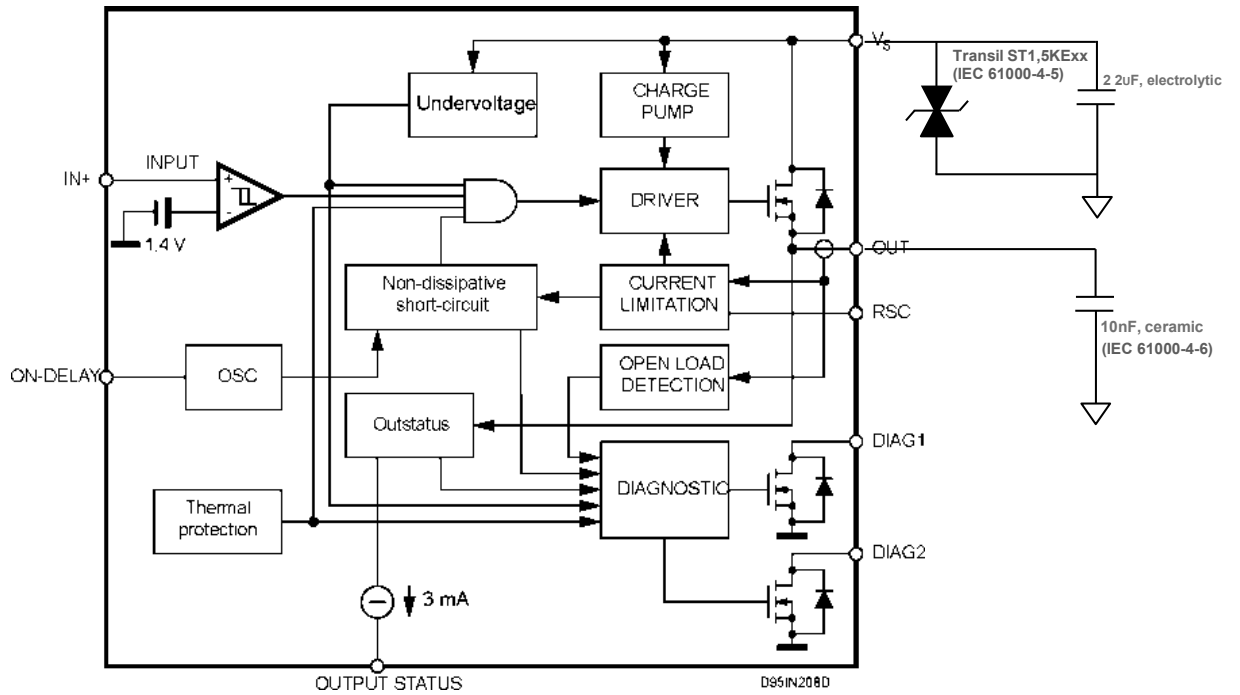 Vs
Transil ST1,5KExx
(IEC 61000-4-5)
2 2uF, electrolytic
Undervoltage
CHARGE
PUMP
INPUT
IN+
+
-
1.4 V
DRIVER
OUT
Non-dissipative
short-circuit
CURRENT
LIMITATION
RSC
10nF, ceramic
(IEC 61000-4-6)
ON-DELAY
OSC
OPEN LOAD
DETECTION
Outstatus
DIAG1
DIAGNOSTIC
Thermal
protection
DIAG2
3 mA
OUTPUT STATUS
D95IN208D